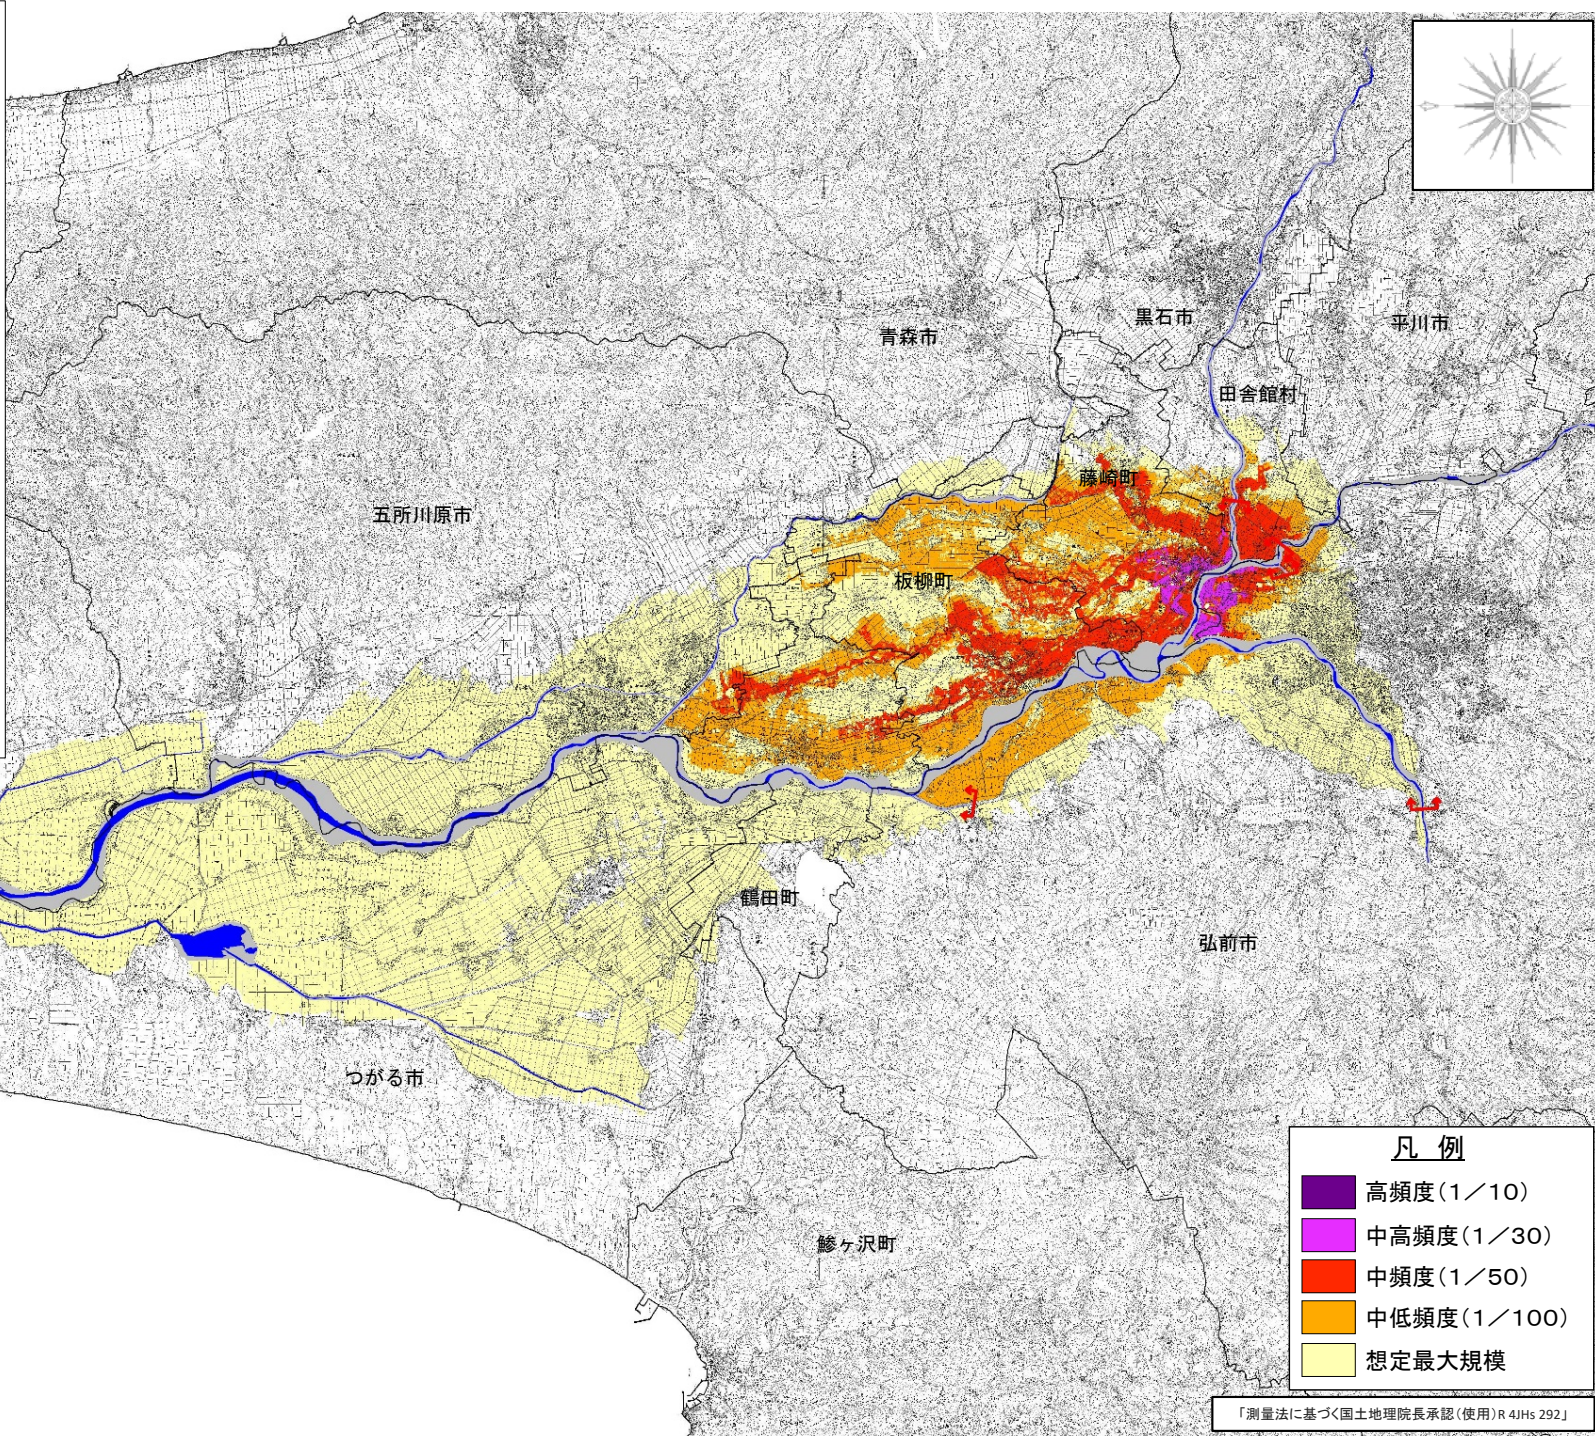 青森市
黒石市
平川市
田舎館村
藤崎町
五所川原市
板柳町
鶴田町
弘前市
つがる市
鰺ヶ沢町
凡 例
高頻度(1/10)
中高頻度(1/30)
中頻度(1/50)
中低頻度(1/100)
想定最大規模
「測量法に基づく国土地理院長承認(使用)R 4JHs 292」